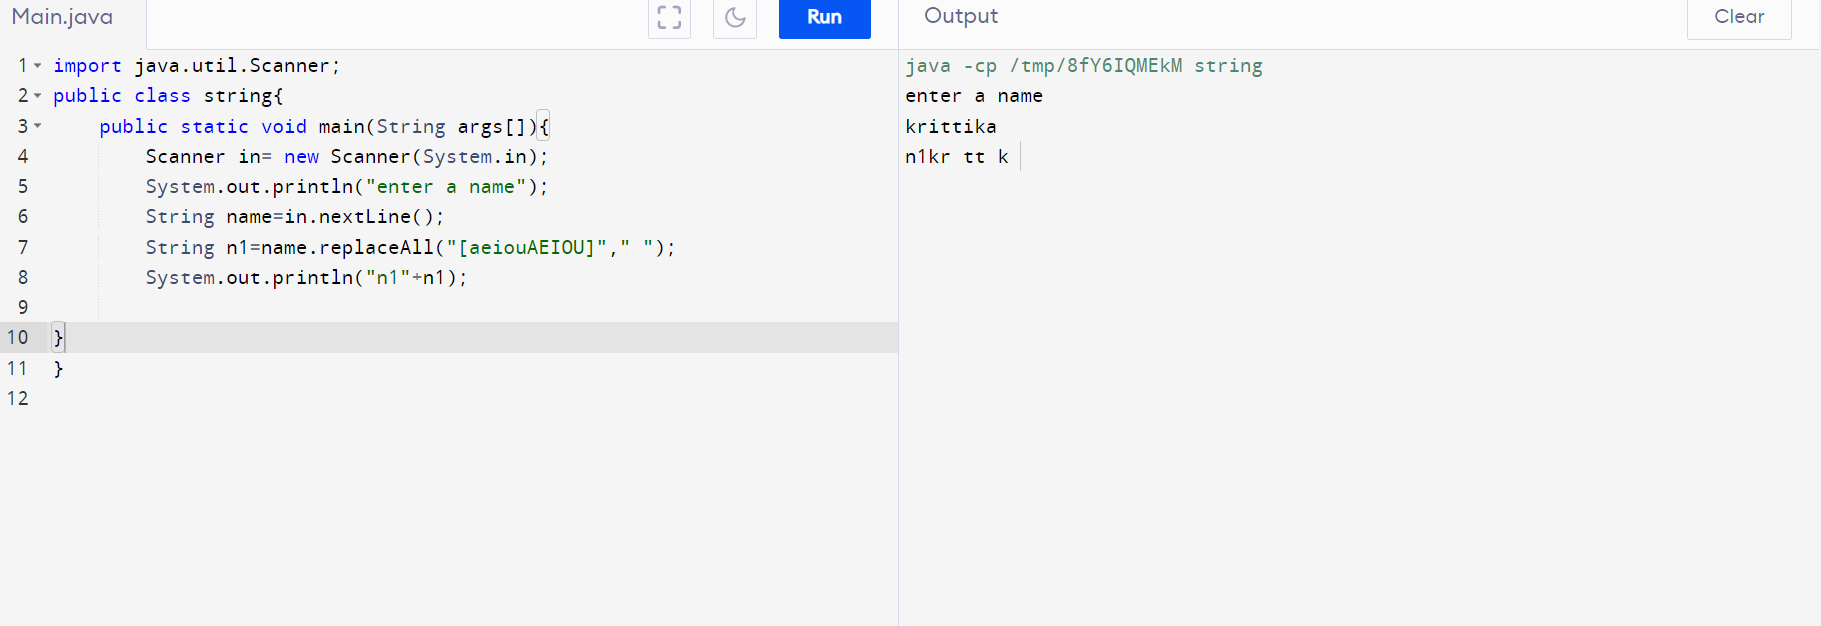 Main.java
Run
Output
Clear
1 import java.util.Scanner;
2 public class string{
3     public static void main(String args[]){
4         Scanner in= new Scanner(System.in);
5         System.out.println("enter a name");
6         String name=in.nextLine();
7         String n1=name.replaceAll("[aeiouAEIOU]"," ");
8         System.out.println("n1"+n1);
9
10 }
11 }
12
java -cp /tmp/8fY6IQMEkM string
enter a name
krittika
n1kr tt k